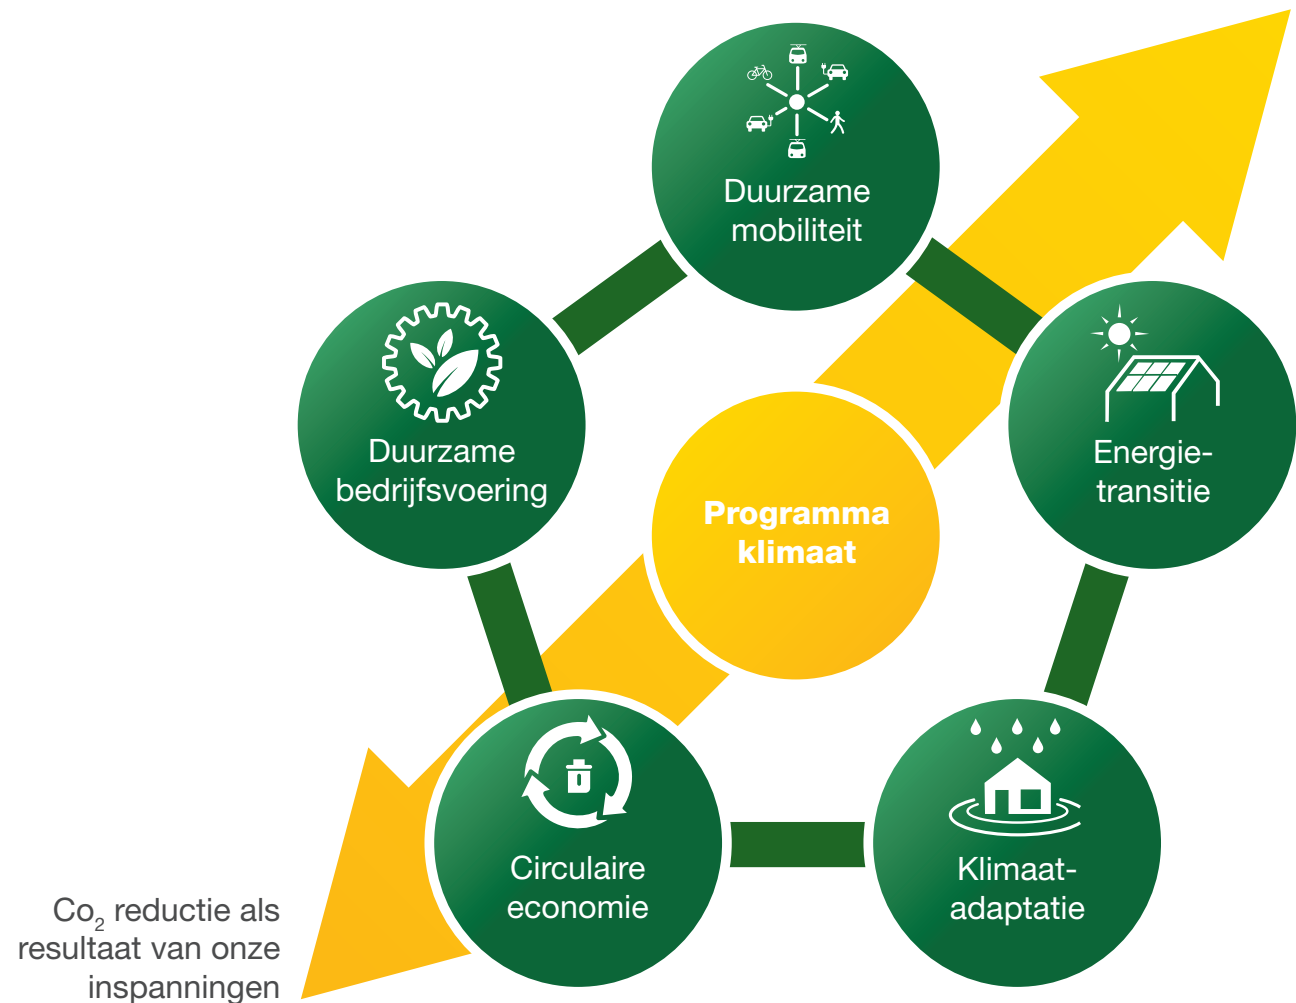 Duurzame
mobiliteit
Duurzame
bedrijfsvoering
Energie-
transitie
Programma
klimaat
Circulaire
economie
Klimaat-
adaptatie
Co₂ reductie als
resultaat van onze
inspanningen